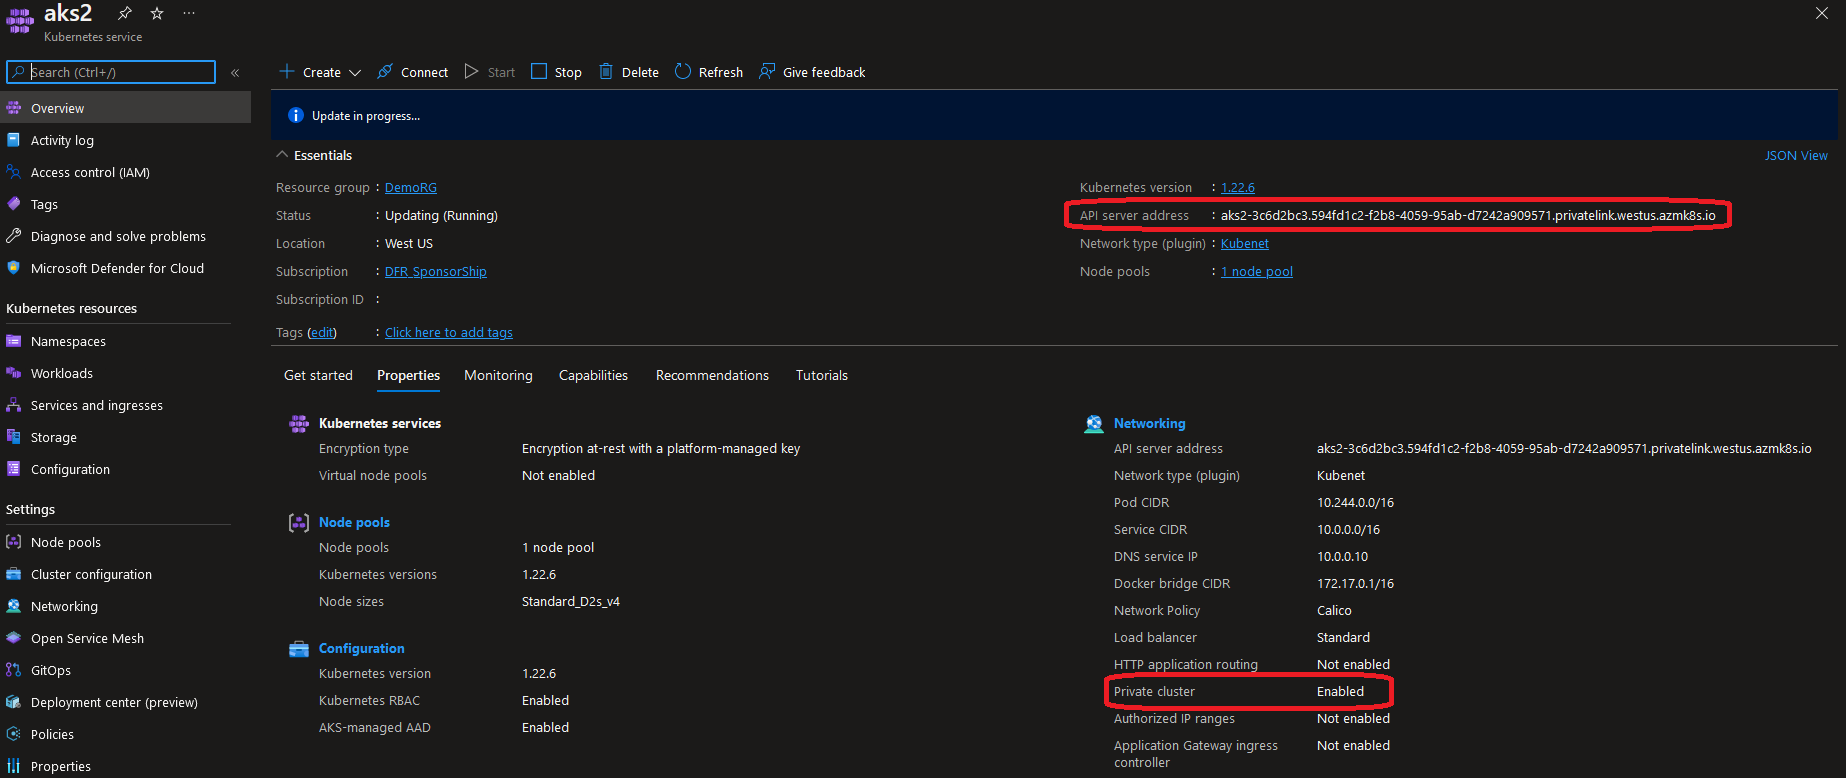 aks2
Kubernetes service
Search (Ctrl+/)
Overview
Activity log
Access control (IAM)
Tags
Diagnose and solve problems
Microsoft Defender for Cloud
Kubernetes resources
Namespaces
Workloads
Services and ingresses
Storage
Configuration
Settings
Node pools
Cluster configuration
Networking
Open Service Mesh
GitOps
Deployment center (preview)
Policies
Properties
Create
Connect
Start
Stop
Delete
Refresh
Give feedback
Update in progress...
Essentials
JSON View
Resource group : DemoRG
Status : Updating (Running)
Location : West US
Subscription : DFR_SponsorShip
Subscription ID :
Tags (edit) : Click here to add tags
Kubernetes version : 1.22.6
API server address : aks2-3c6d2bc3.594fd1c2-f2b8-4059-95ab-d7242a909571.privatelink.westus.azmk8s.io
Network type (plugin) : Kubenet
Node pools : 1 node pool
Get started
Properties
Monitoring
Capabilities
Recommendations
Tutorials
Kubernetes services
Encryption type Encryption at-rest with a platform-managed key
Virtual node pools Not enabled
Node pools
Node pools 1 node pool
Kubernetes versions 1.22.6
Node sizes Standard_D2s_v4
Configuration
Kubernetes version 1.22.6
Kubernetes RBAC Enabled
AKS-managed AAD Enabled
Networking
API server address aks2-3c6d2bc3.594fd1c2-f2b8-4059-95ab-d7242a909571.privatelink.westus.azmk8s.io
Network type (plugin) Kubenet
Pod CIDR 10.244.0.0/16
Service CIDR 10.0.0.0/16
DNS service IP 10.0.0.10
Docker bridge CIDR 172.17.0.1/16
Network Policy Calico
Load balancer Standard
HTTP application routing Not enabled
Private cluster Enabled
Authorized IP ranges Not enabled
Application Gateway ingress Not enabled
controller